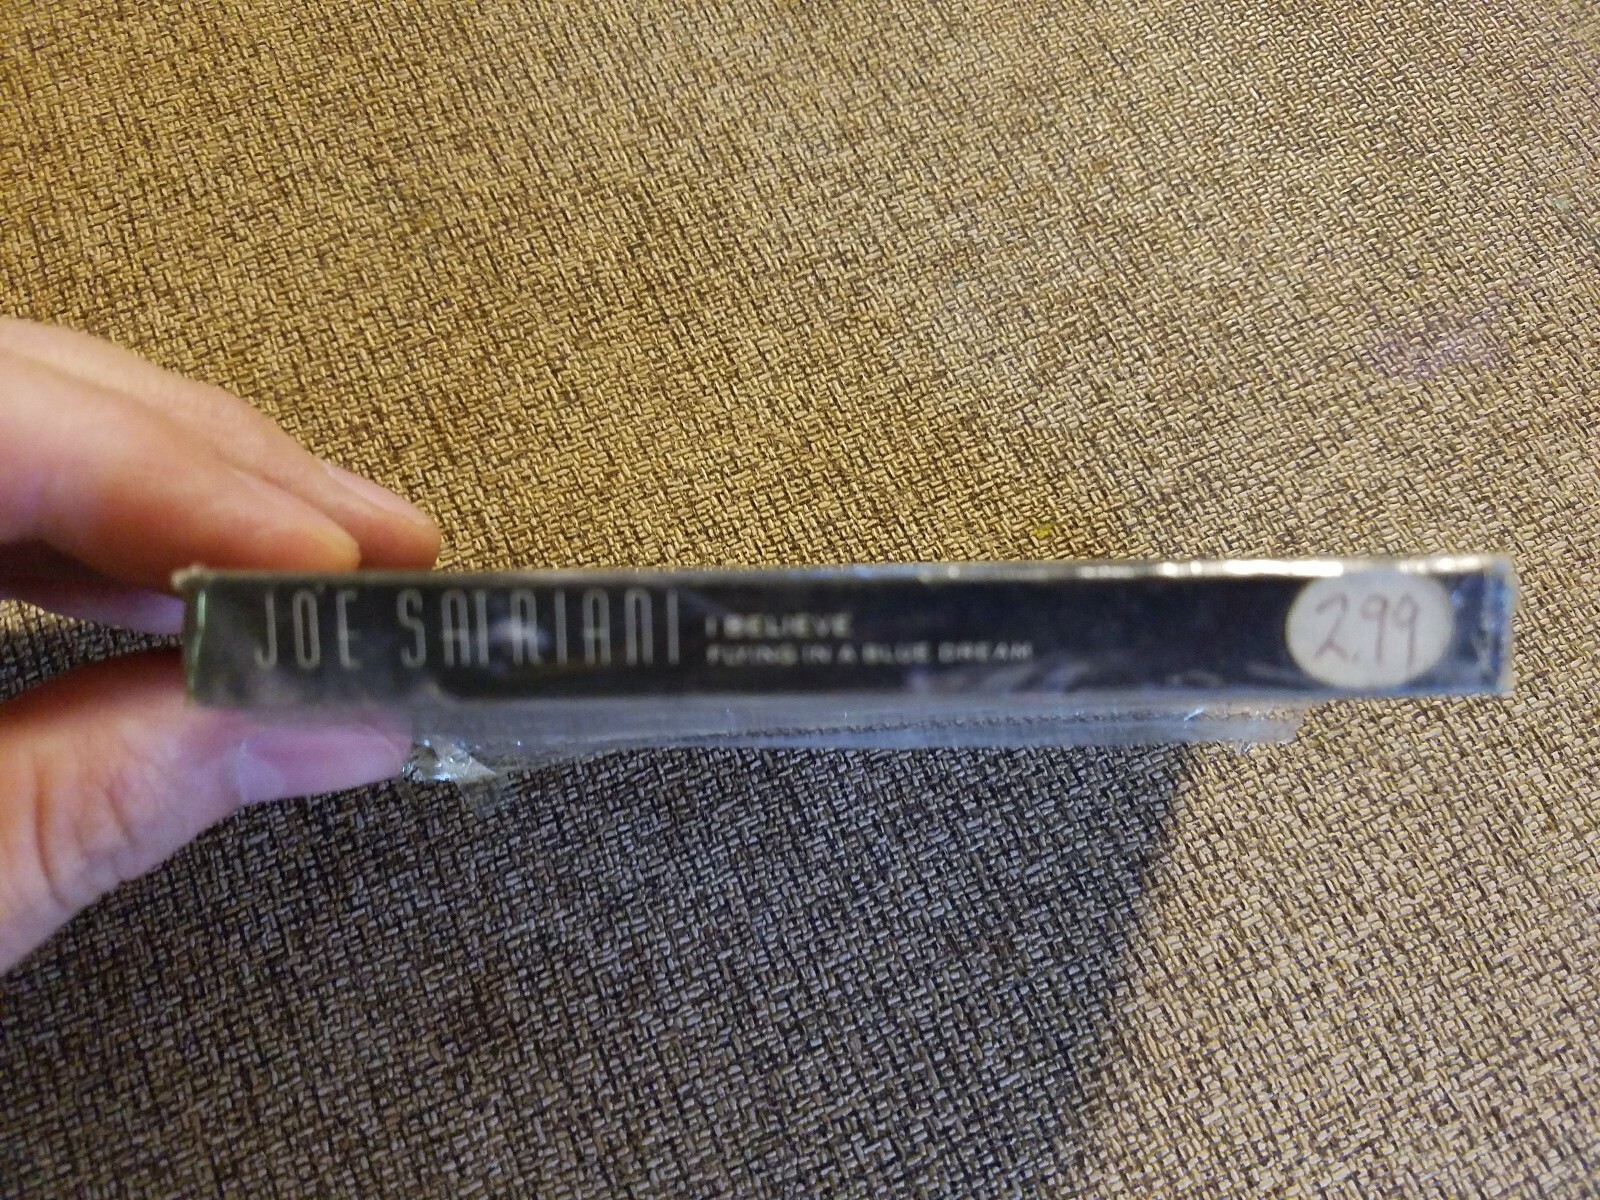 JOE SATRIANI
I BELIEVE
FLYING IN A BLUE DREAM
2.99